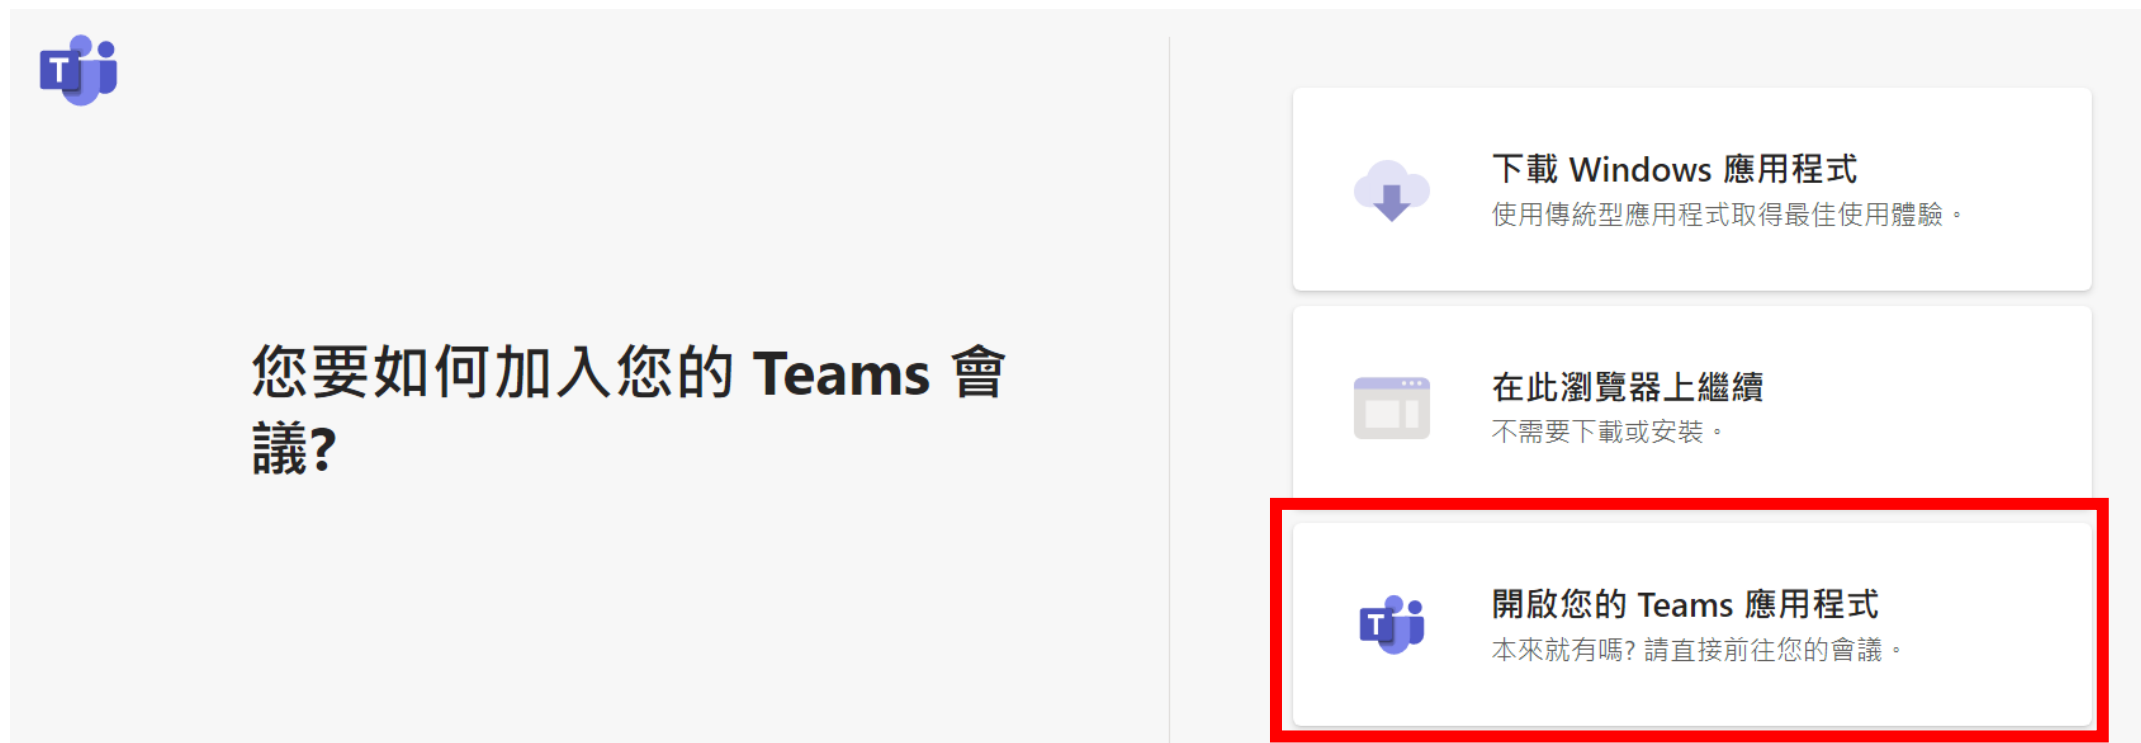 您要如何加入您的 Teams 會
議?
下載 Windows 應用程式
使用傳統型應用程式取得最佳使用體驗。
在此瀏覽器上繼續
不需要下載或安裝。
開啟您的 Teams 應用程式
本來就有嗎? 請直接前往您的會議。